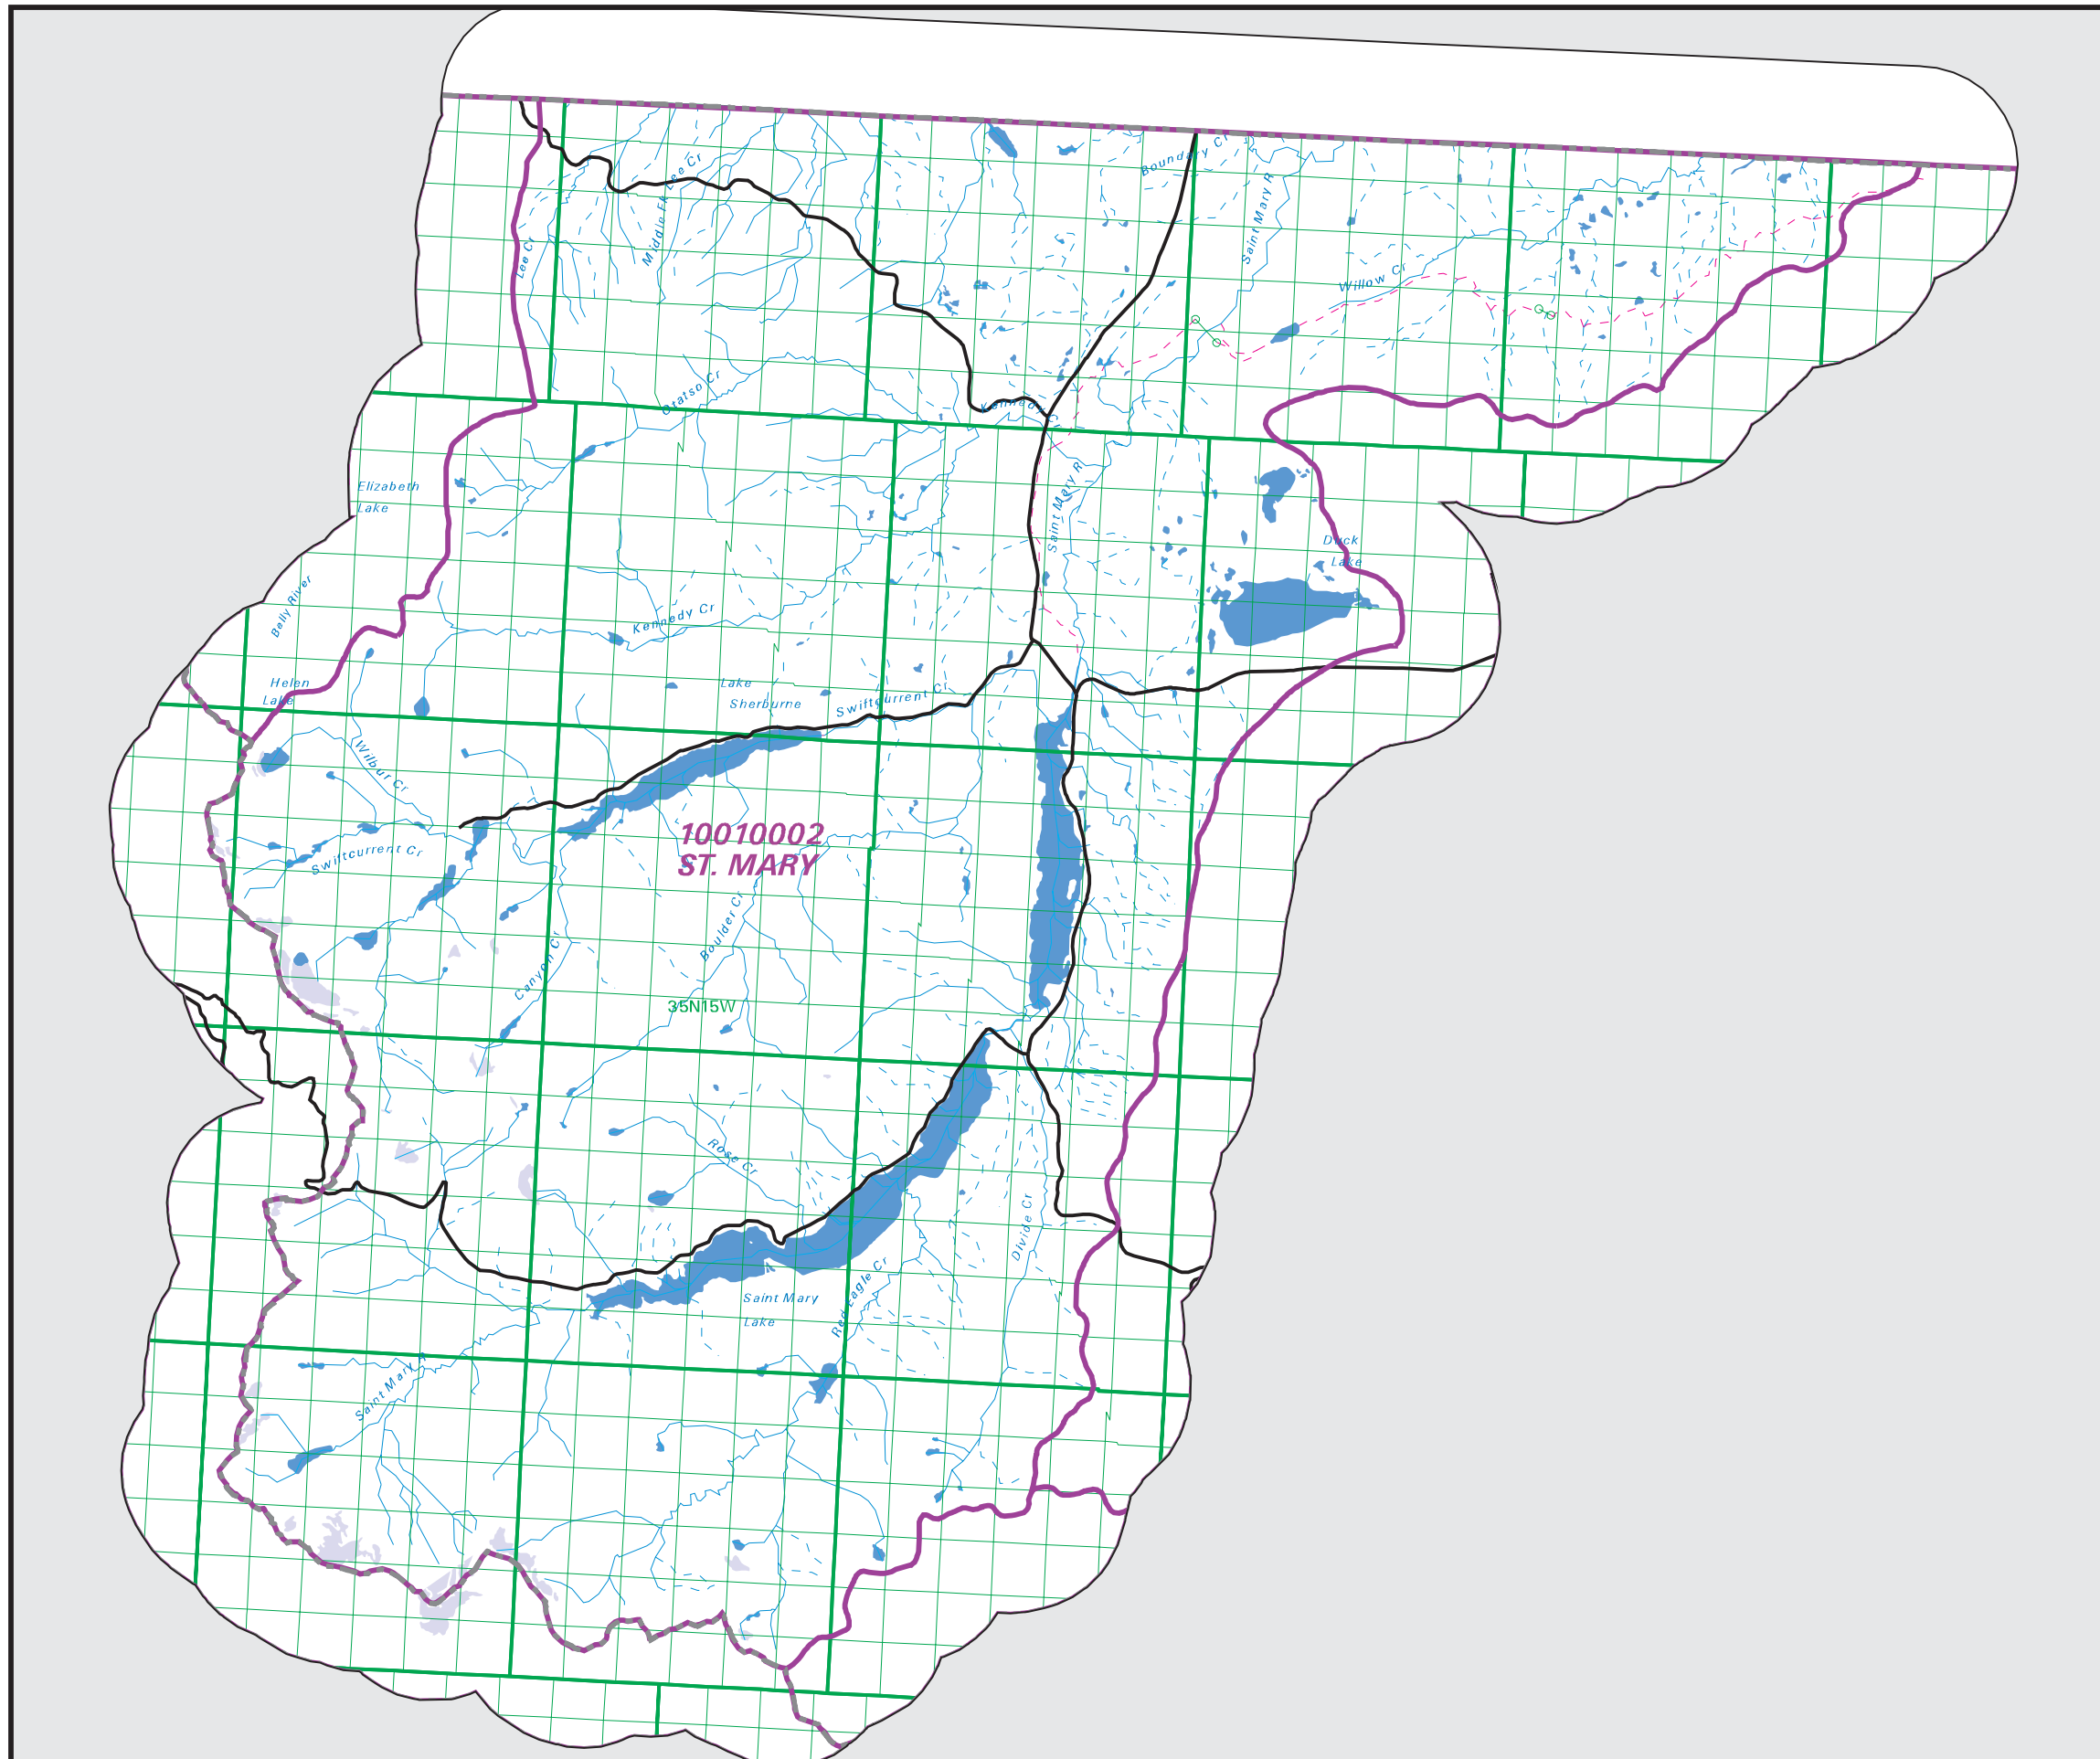 Boundary Cr
Middle Fk Lee Cr
Saint Mary R
Lee Cr
Willow Cr
Otatso Cr
Kennedy Cr
Elizabeth
Lake
Saint Mary R
Duck
Lake
Belly River
Kennedy Cr
Helen
Lake
Lake
Sherburne
Swiftcurrent Cr
Wilbur Cr
10010002
ST. MARY
Swiftcurrent Cr
Boulder Cr
Canyon Cr
35N15W
Rose Cr
Divide Cr
Red Eagle Cr
Saint Mary
Lake
Saint Mary R